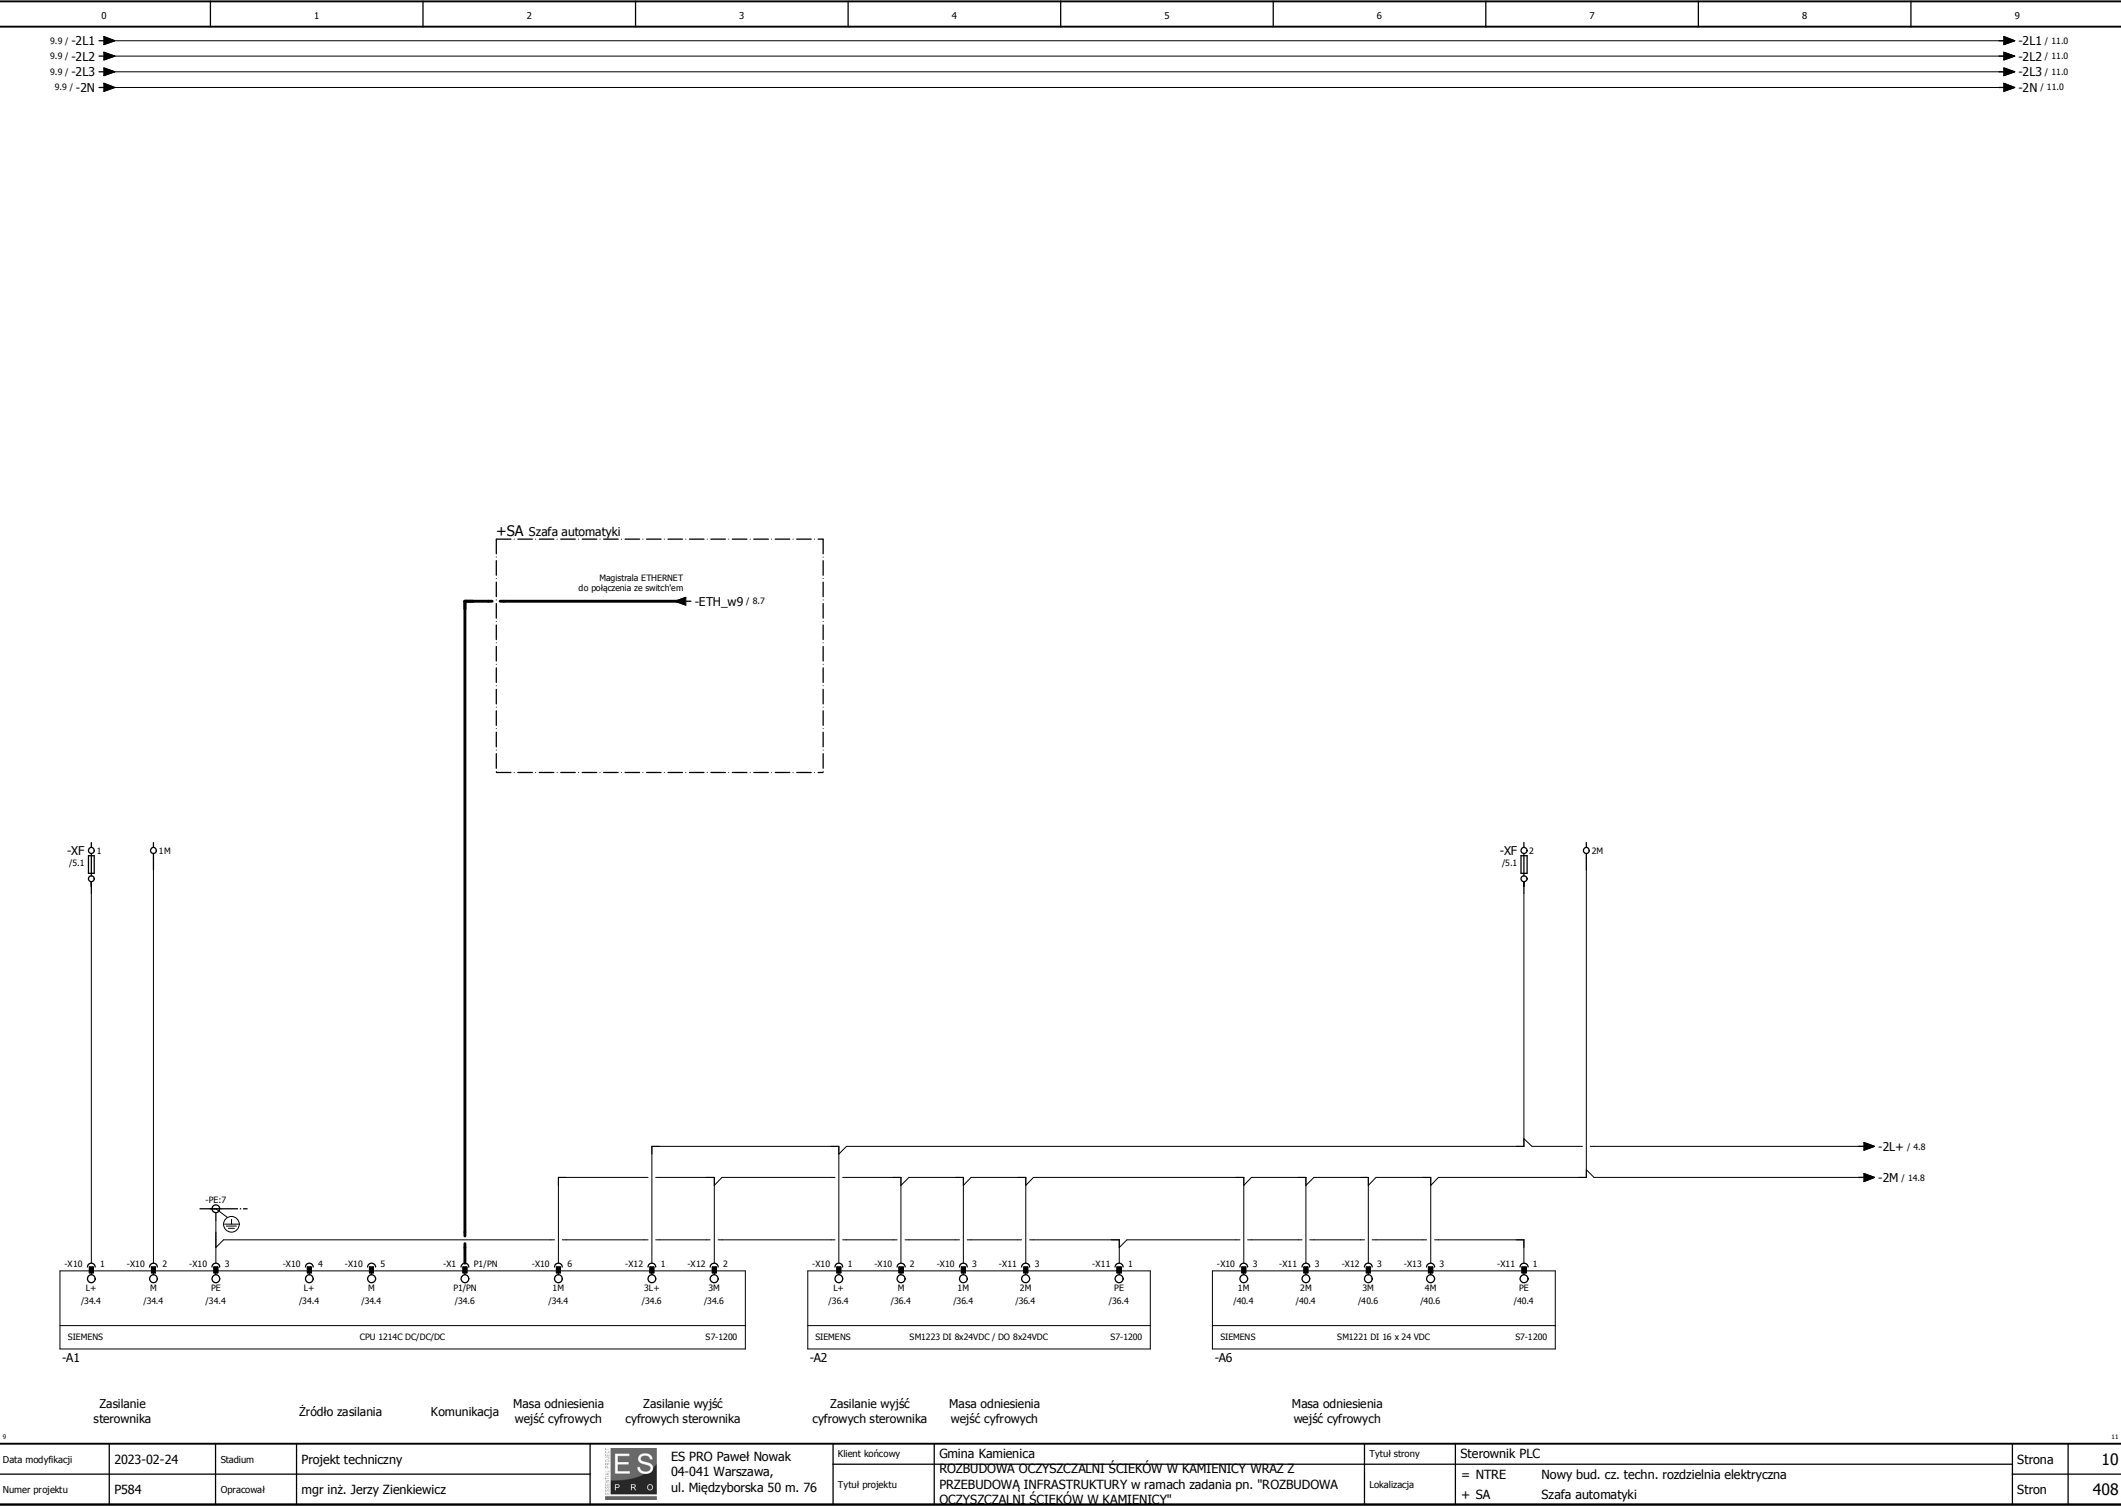 0 1 2 3 4 5 6 7 8 9
9.9 / -2L1 -2L1 / 11.0
9.9 / -2L2 -2L2 / 11.0
9.9 / -2L3 -2L3 / 11.0
9.9 / -2N -2N / 11.0
+SA Szafa automatyki
Magistrala ETHERNET
do połączenia ze switch'em
-ETH_w9 / 8.7
-XF 1 1M -XF 2 2M
/5.1 /5.1
-2L+ / 4.8
-2M / 14.8
-PE:7
-X10 1 -X10 2 -X10 3 -X10 4 -X10 5 -X1 P1/PN -X10 6 -X12 1 -X12 2 -X10 1 -X10 2 -X10 3 -X11 3 -X11 1 -X10 3 -X11 3 -X12 3 -X13 3 -X11 1
L+ M PE L+ M P1/PN 1M 3L+ 3M L+ M 1M 2M PE 1M 2M 3M 4M PE
/34.4 /34.4 /34.4 /34.4 /34.4 /34.6 /34.4 /34.6 /34.6 /36.4 /36.4 /36.4 /36.4 /36.4 /40.4 /40.4 /40.6 /40.6 /40.4
SIEMENS CPU 1214C DC/DC/DC S7-1200 SIEMENS SM1223 DI 8x24VDC / DO 8x24VDC S7-1200 SIEMENS SM1221 DI 16 x 24 VDC S7-1200
-A1 -A2 -A6
Zasilanie
sterownika
Źródło zasilania
Komunikacja
Masa odniesienia
wejść cyfrowych
Zasilanie wyjść
cyfrowych sterownika
Zasilanie wyjść
cyfrowych sterownika
Masa odniesienia
wejść cyfrowych
Masa odniesienia
wejść cyfrowych
9 11
Data modyfikacji 2023-02-24 Stadium Projekt techniczny
Numer projektu P584 Opracował mgr inż. Jerzy Zienkiewicz
ES
PRO
ES PRO Paweł Nowak
04-041 Warszawa,
ul. Międzyborska 50 m. 76
Klient końcowy Gmina Kamienica
Tytuł projektu
ROZBUDOWA OCZYSZCZALNI ŚCIEKÓW W KAMIENICY WRAZ Z
PRZEBUDOWĄ INFRASTRUKTURY w ramach zadania pn. "ROZBUDOWA
OCZYSZCZALNI ŚCIEKÓW W KAMIENICY"
Tytuł strony Sterownik PLC
Lokalizacja
= NTRE Nowy bud. cz. techn. rozdzielnia elektryczna
+ SA Szafa automatyki
Strona 10
Stron 408